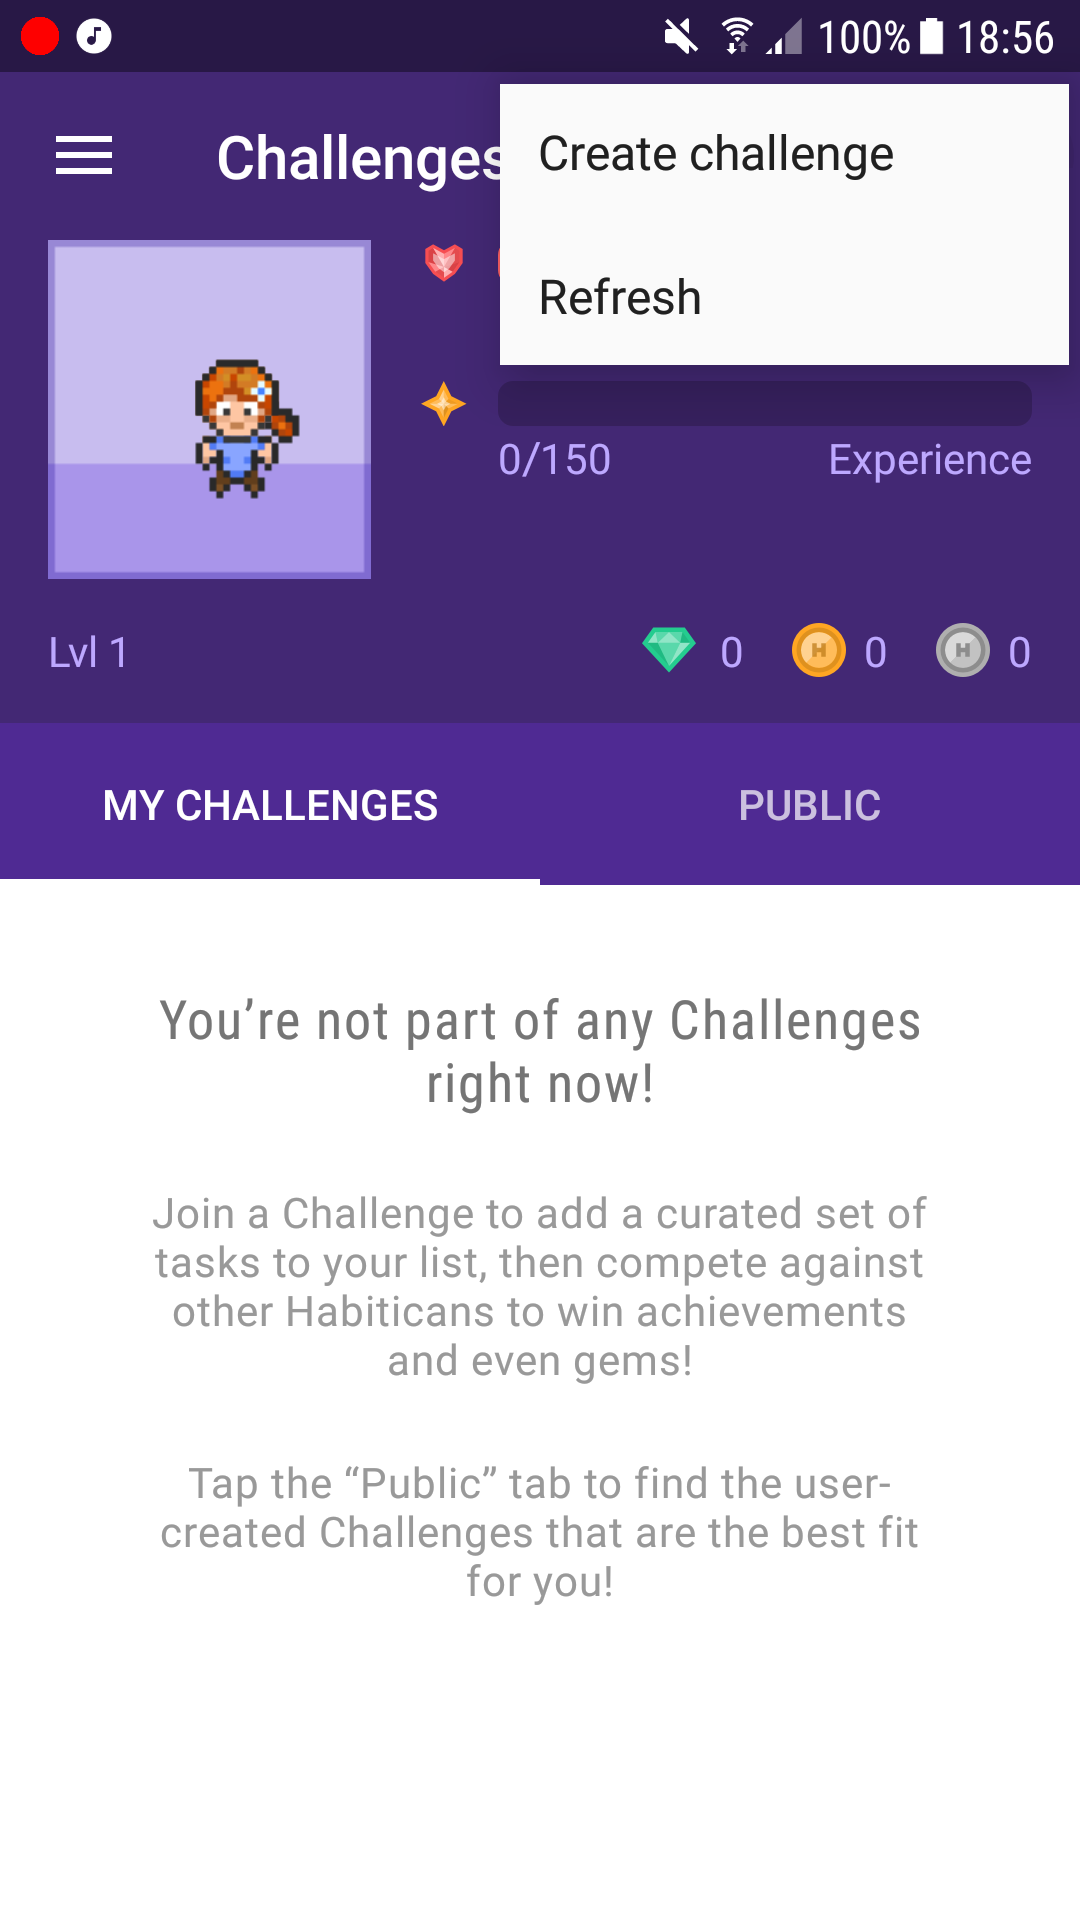 100% 18:56
Challenges
Create challenge
Refresh
0/150 Experience
Lvl 1
0 0 0
MY CHALLENGES PUBLIC
You’re not part of any Challenges
right now!
Join a Challenge to add a curated set of
tasks to your list, then compete against
other Habiticans to win achievements
and even gems!
Tap the “Public” tab to find the user-
created Challenges that are the best fit
for you!